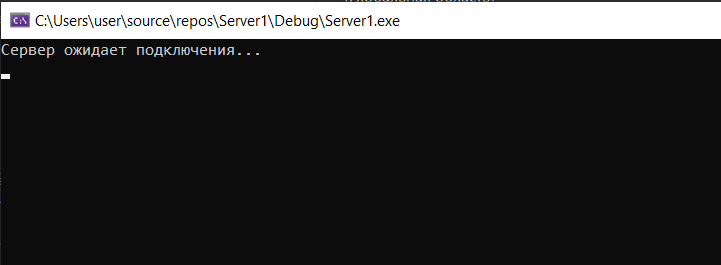 C:\Users\user\source\repos\Server1\Debug\Server1.exe
Сервер ожидает подключения...